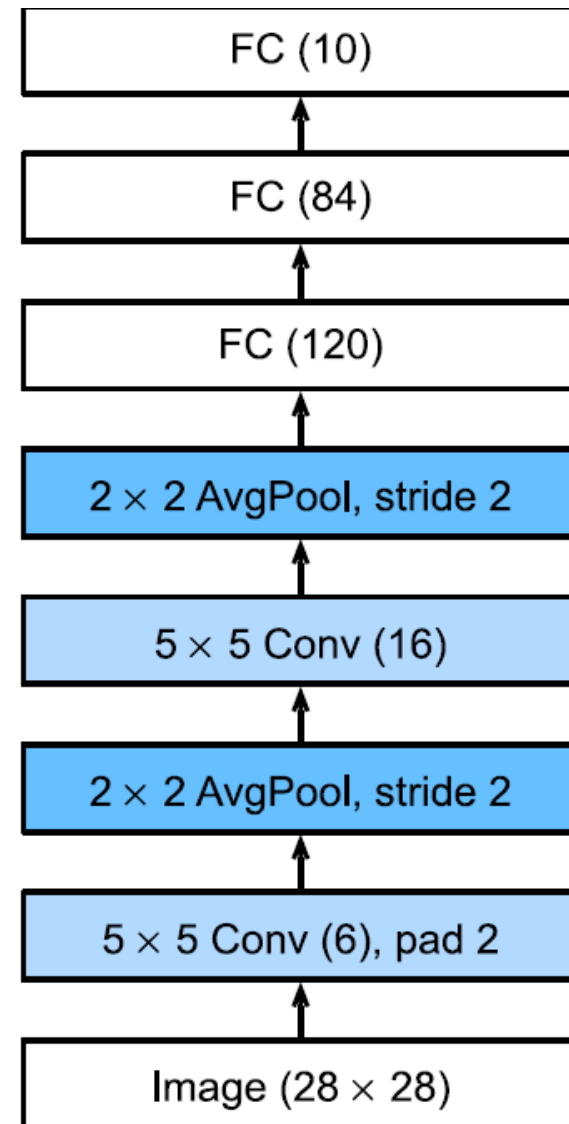 FC (10)
FC (84)
FC (120)
2 × 2 AvgPool, stride 2
5 × 5 Conv (16)
2 × 2 AvgPool, stride 2
5 × 5 Conv (6), pad 2
Image (28 × 28)